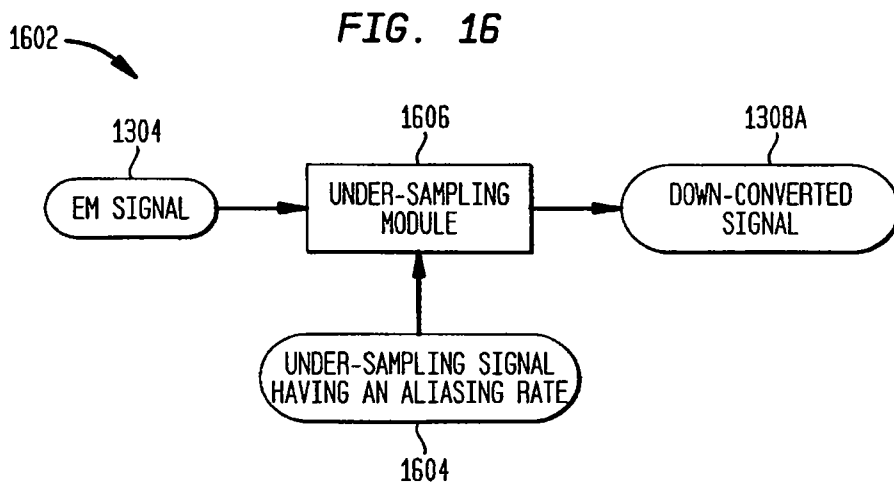 FIG. 16
1602
1304
1606
1308A
EM SIGNAL
UNDER-SAMPLING
MODULE
DOWN-CONVERTED
SIGNAL
UNDER-SAMPLING SIGNAL
HAVING AN ALIASING RATE
1604